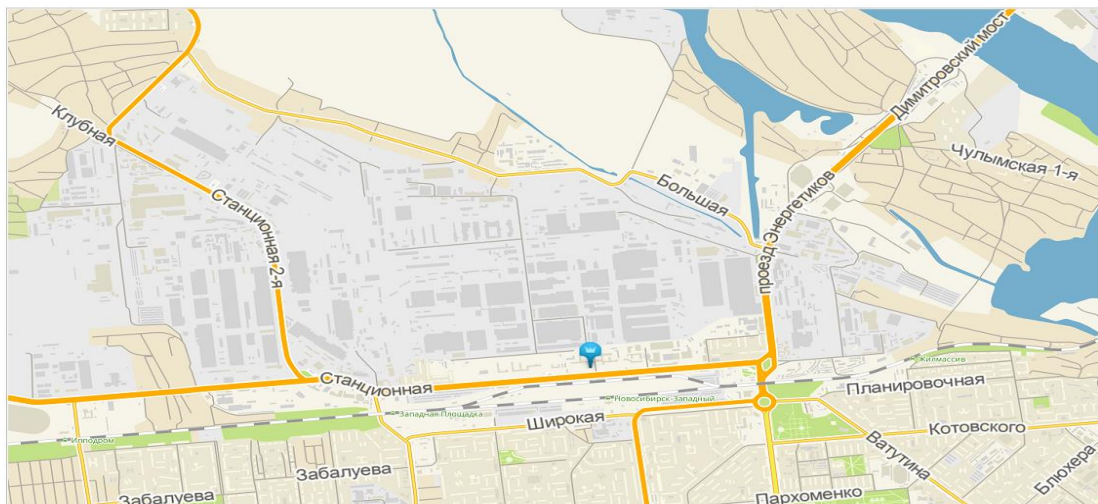 Димитровский мост
Клубная
Чулымская 1-я
Большая
Станционная 2-я
проезд Энергетиков
Жилмассив
Станционная
Планировочная
Новосибирск-Западный
Западная Площадка
Широкая
Котовского
Ипподром
Ватутина
Забалуева
Блюхера
Забалуева
Пархоменко